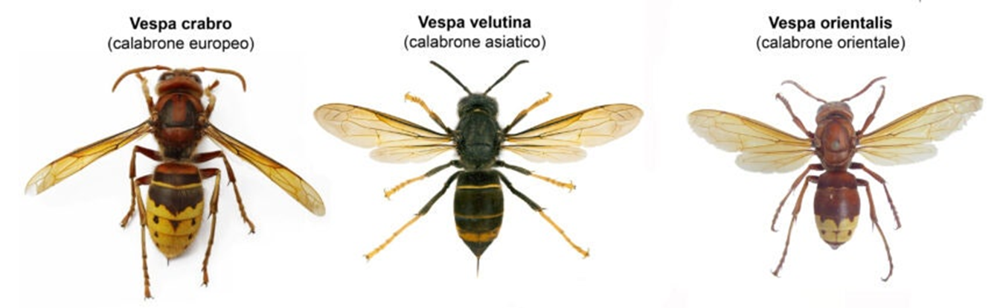 Vespa crabro
(calabrone europeo)
Vespa velutina
(calabrone asiatico)
Vespa orientalis
(calabrone orientale)